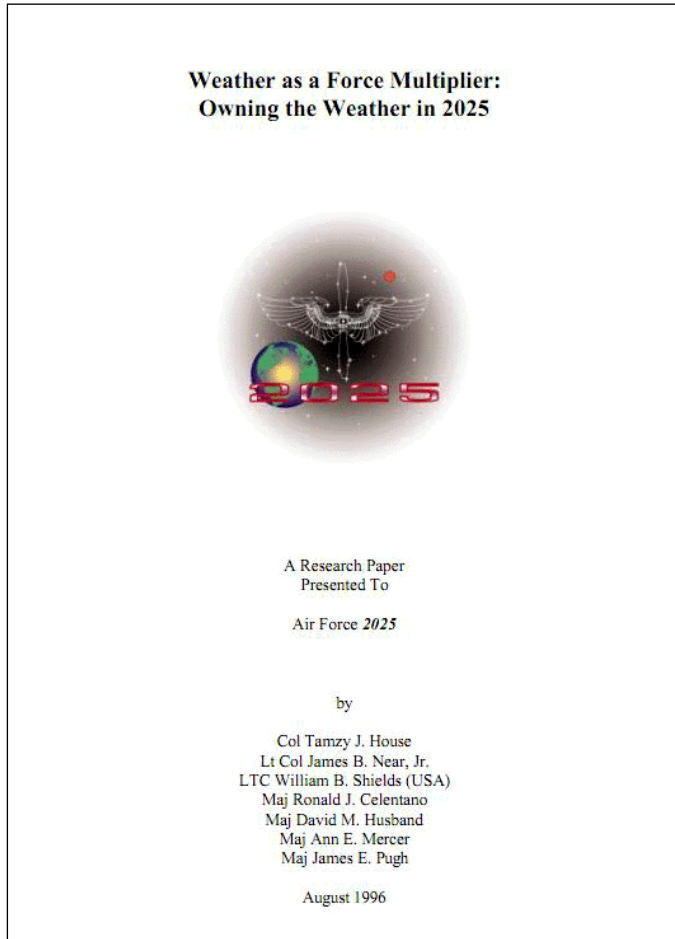 Weather as a Force Multiplier:
Owning the Weather in 2025
2025
A Research Paper
Presented To
Air Force 2025
by
Col Tamzy J. House
Lt Col James B. Near, Jr.
LTC William B. Shields (USA)
Maj Ronald J. Celentano
Maj David M. Husband
Maj Ann E. Mercer
Maj James E. Pugh
August 1996